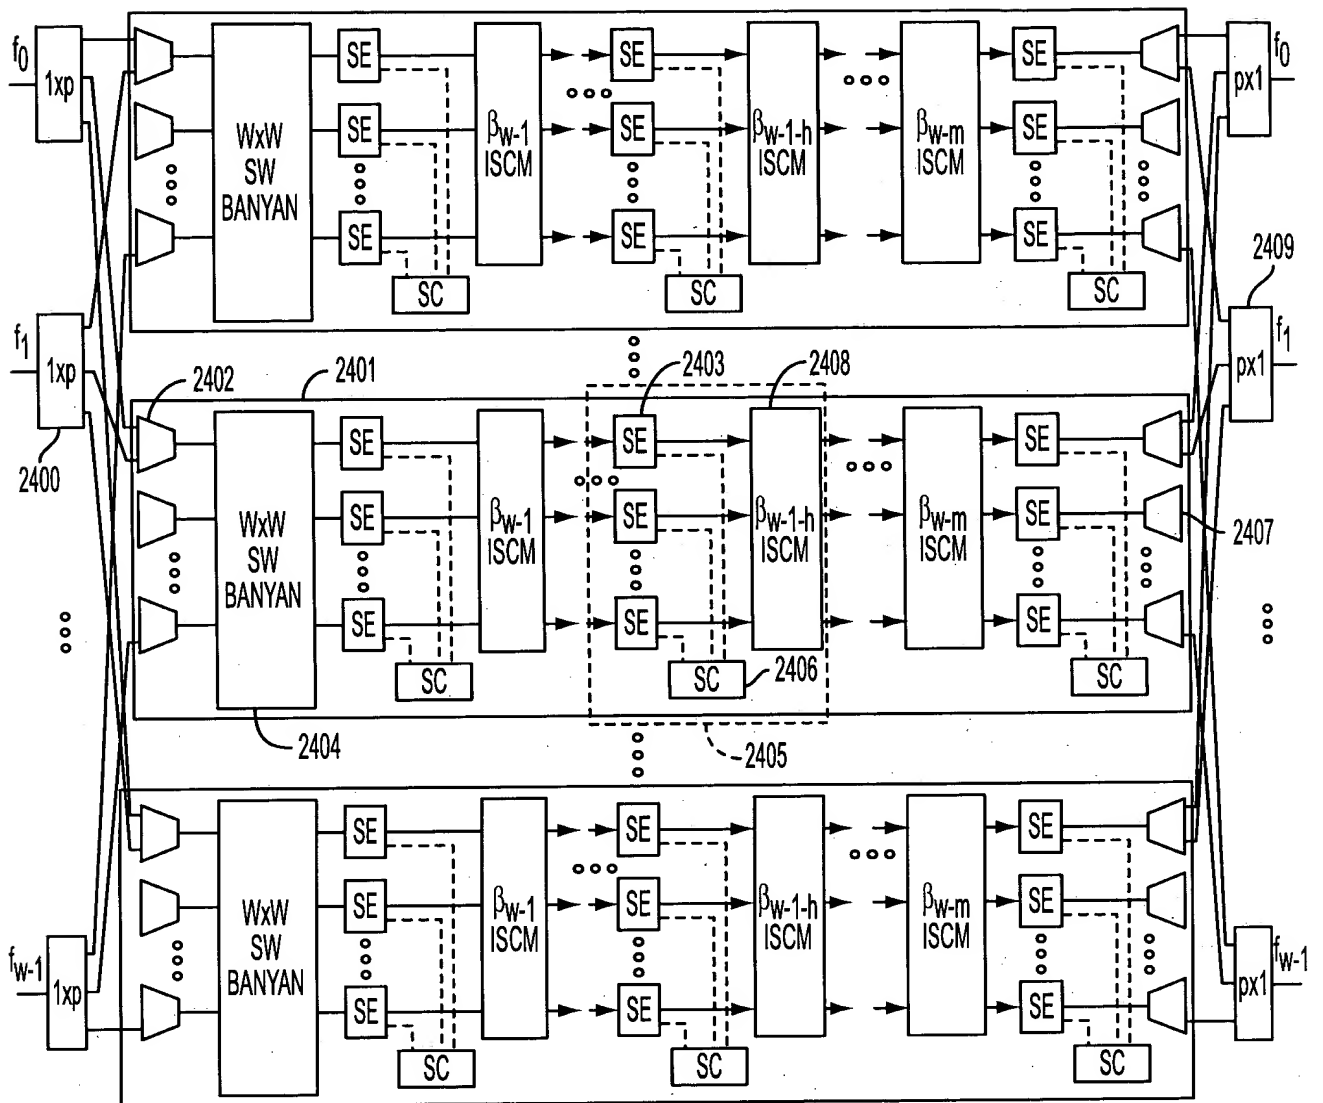 f0
1xp
WxW
SW
BANYAN
SE
SE
SE
SC
βw-1
ISCM
SE
SE
SE
SC
βw-1-h
ISCM
βw-m
ISCM
SE
SE
SE
SC
px1
f0
f1
1xp
2400
2402
2401
WxW
SW
BANYAN
2404
SE
SE
SE
SC
βw-1
ISCM
2403
SE
SE
SE
SC
2406
2405
2408
βw-1-h
ISCM
βw-m
ISCM
SE
SE
SE
SC
2407
2409
px1
f1
fw-1
1xp
WxW
SW
BANYAN
SE
SE
SE
SC
βw-1
ISCM
SE
SE
SE
SC
βw-1-h
ISCM
βw-m
ISCM
SE
SE
SE
SC
px1
fw-1